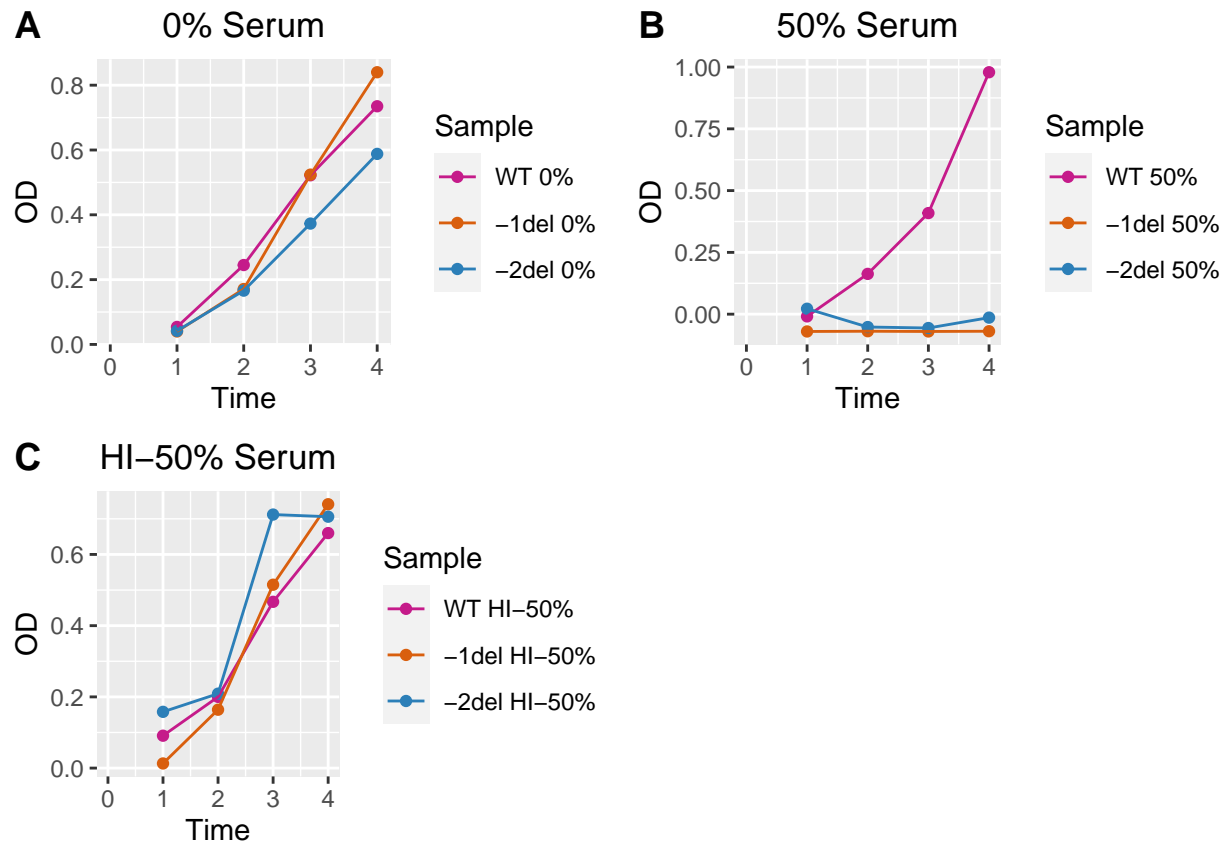 A 0% Serum
OD
0.8
0.6
0.4
0.2
0.0
0 1 2 3 4
Time
Sample
WT 0%
−1del 0%
−2del 0%
B 50% Serum
OD
1.00
0.75
0.50
0.25
0.00
0 1 2 3 4
Time
Sample
WT 50%
−1del 50%
−2del 50%
C HI−50% Serum
OD
0.6
0.4
0.2
0.0
0 1 2 3 4
Time
Sample
WT HI−50%
−1del HI−50%
−2del HI−50%